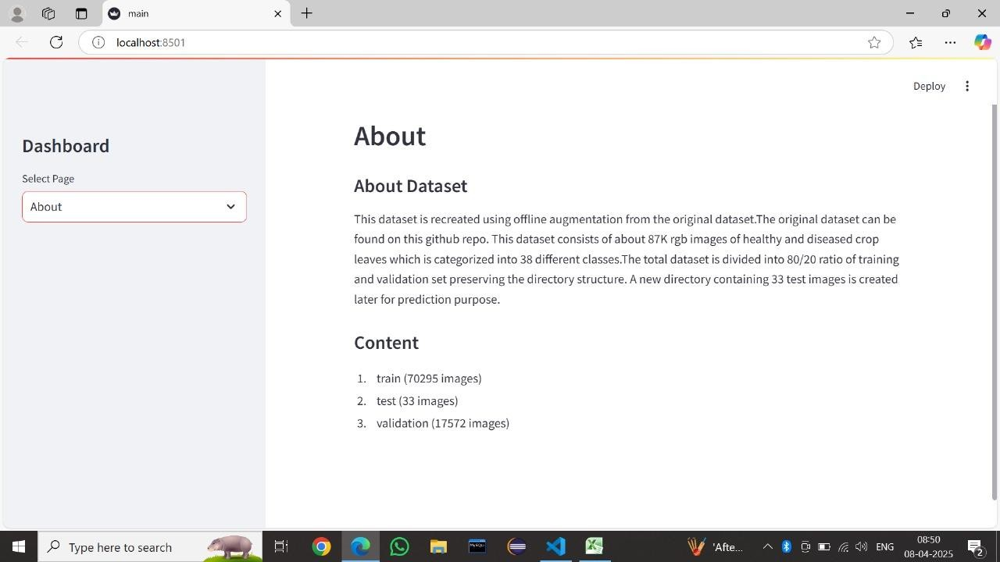 main
localhost:8501
Deploy
Dashboard
Select Page
About
About
About Dataset
This dataset is recreated using offline augmentation from the original dataset.The original dataset can be
found on this github repo. This dataset consists of about 87K rgb images of healthy and diseased crop
leaves which is categorized into 38 different classes.The total dataset is divided into 80/20 ratio of training
and validation set preserving the directory structure. A new directory containing 33 test images is created
later for prediction purpose.
Content
1. train (70295 images)
2. test (33 images)
3. validation (17572 images)
Type here to search
MySQL
'Afte...
ENG
08:50
08-04-2025
2